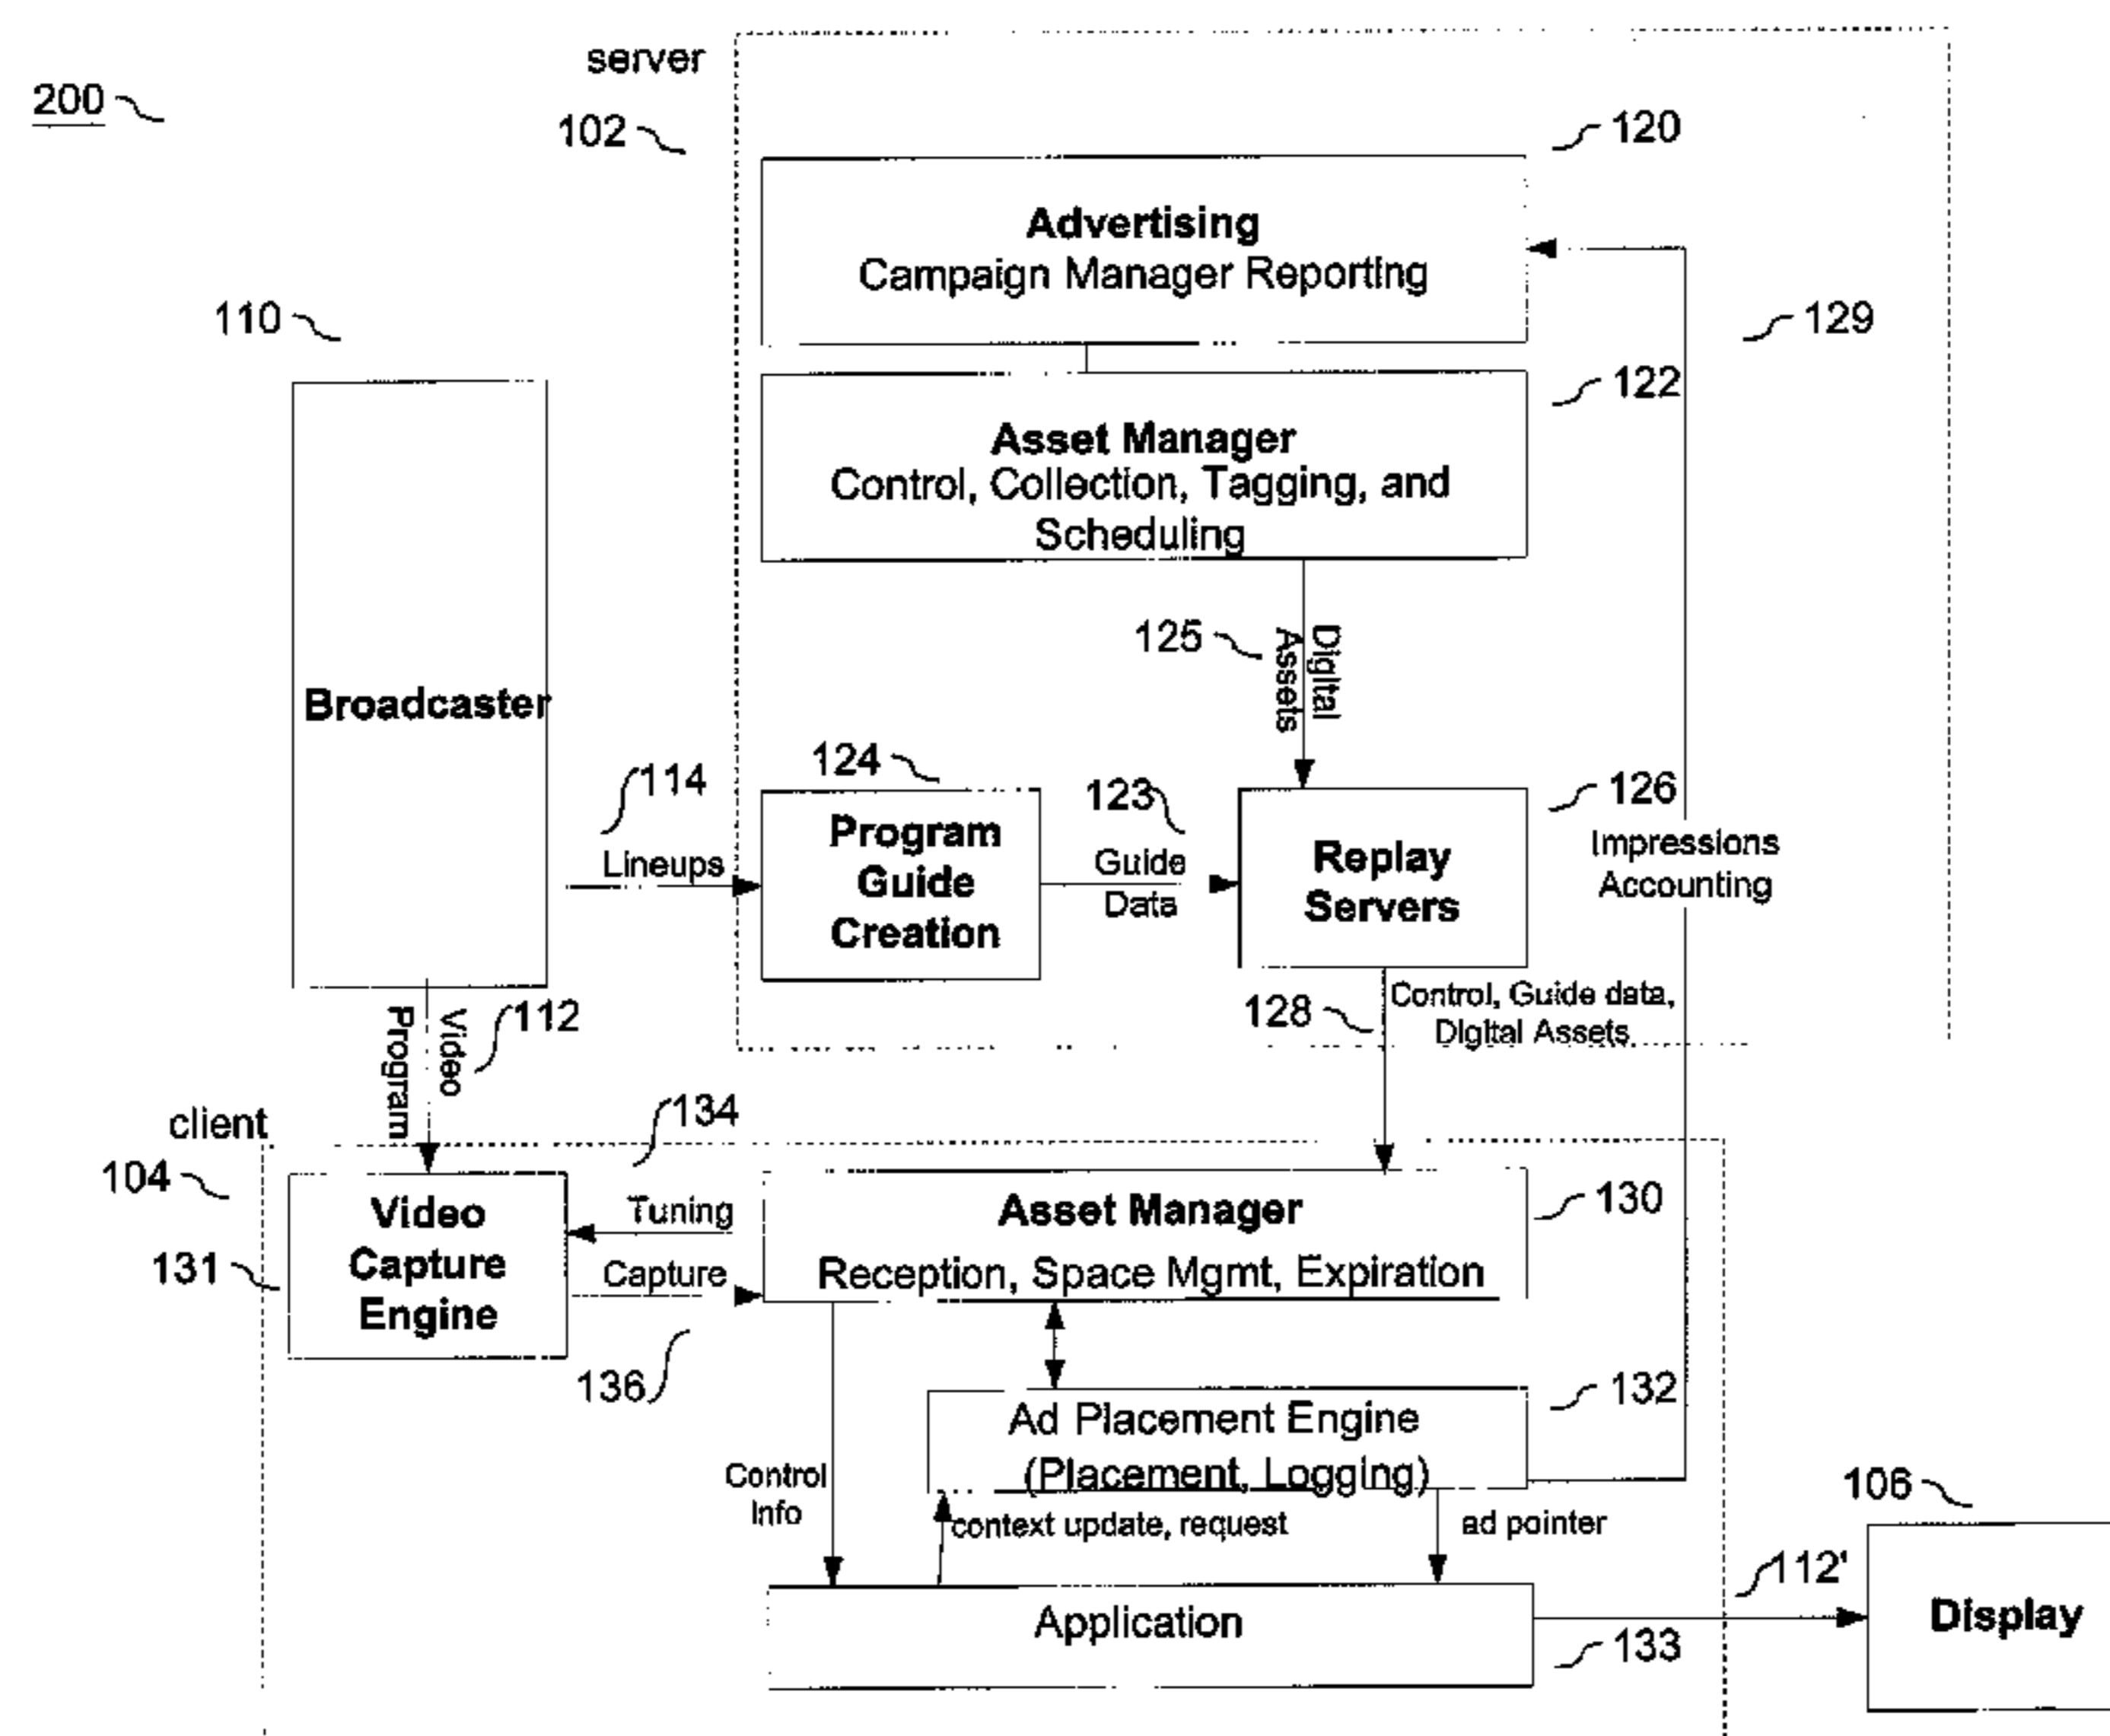 server
200
102
120
Advertising
Campaign Manager Reporting
110
129
122
Asset Manager
Control, Collection, Tagging, and
Scheduling
125
Digital
Assets
Broadcaster
124
114
123
126
Lineups
Program
Guide
Creation
Guide
Data
Replay
Servers
Impressions
Accounting
Video
Program
112
128
Control, Guide data,
Digital Assets
client
134
104
131
Video
Capture
Engine
Tuning
Capture
136
Asset Manager
Reception, Space Mgmt, Expiration
130
132
Ad Placement Engine
(Placement, Logging)
Control
Info
context update, request
ad pointer
106
112'
Application
133
Display